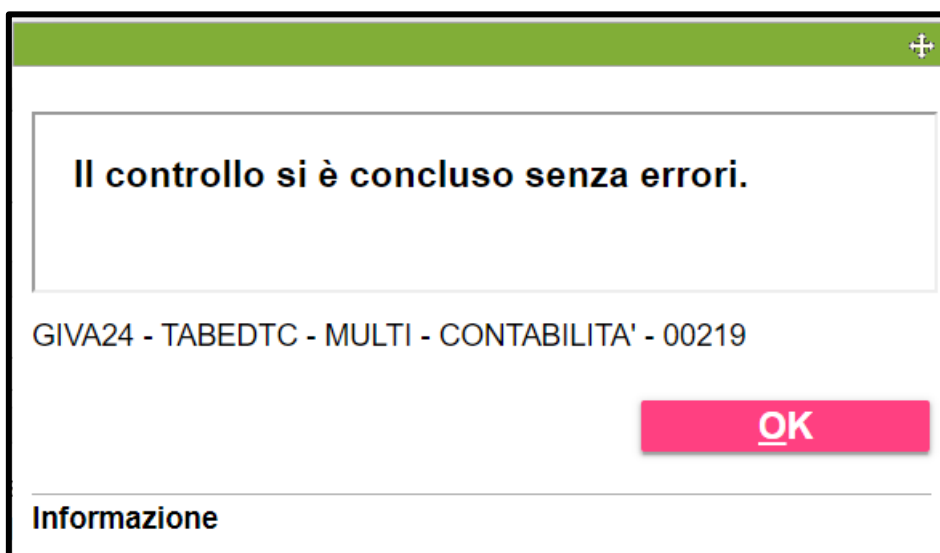 Il controllo si è concluso senza errori.
GIVA24 - TABEDTC - MULTI - CONTABILITA' - 00219
OK
Informazione